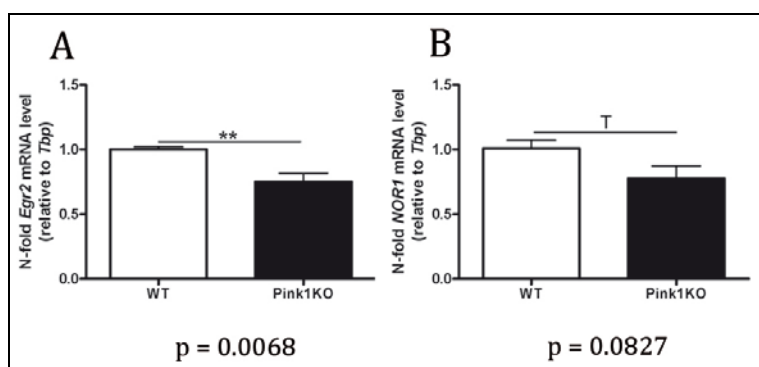 A
N-fold Egr2 mRNA level
(relative to Tbp)
1.5
1.0
0.5
0.0
**
WT
Pink1KO
p = 0.0068
B
N-fold NOR1 mRNA level
(relative to Tbp)
1.5
1.0
0.5
0.0
T
WT
Pink1KO
p = 0.0827